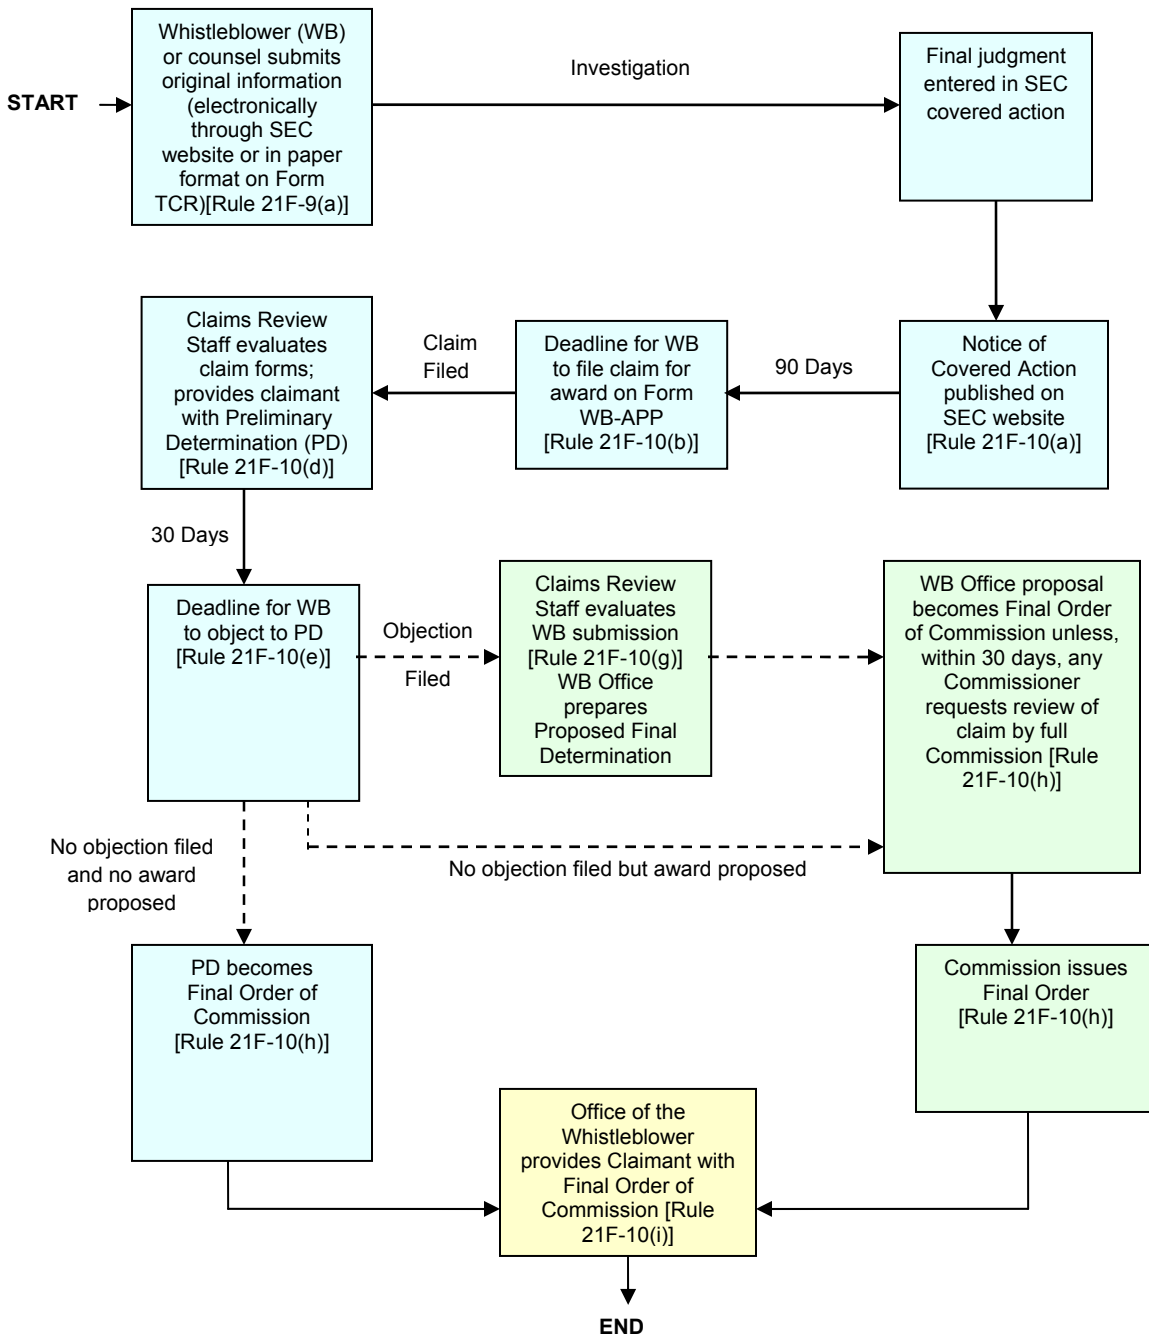 START
Whistleblower (WB)
or counsel submits
original information
(electronically
through SEC
website or in paper
format on Form
TCR)[Rule 21F-9(a)]
Investigation
Final judgment
entered in SEC
covered action
Notice of
Covered Action
published on
SEC website
[Rule 21F-10(a)]
90 Days
Deadline for WB
to file claim for
award on Form
WB-APP
[Rule 21F-10(b)]
Claim
Filed
Claims Review
Staff evaluates
claim forms;
provides claimant
with Preliminary
Determination (PD)
[Rule 21F-10(d)]
30 Days
Deadline for WB
to object to PD
[Rule 21F-10(e)]
Objection
Filed
Claims Review
Staff evaluates
WB submission
[Rule 21F-10(g)]
WB Office
prepares
Proposed Final
Determination
WB Office proposal
becomes Final Order
of Commission unless,
within 30 days, any
Commissioner
requests review of
claim by full
Commission [Rule
21F-10(h)]
No objection filed
and no award
proposed
No objection filed but award proposed
PD becomes
Final Order of
Commission
[Rule 21F-10(h)]
Commission issues
Final Order
[Rule 21F-10(h)]
Office of the
Whistleblower
provides Claimant with
Final Order of
Commission [Rule
21F-10(i)]
END